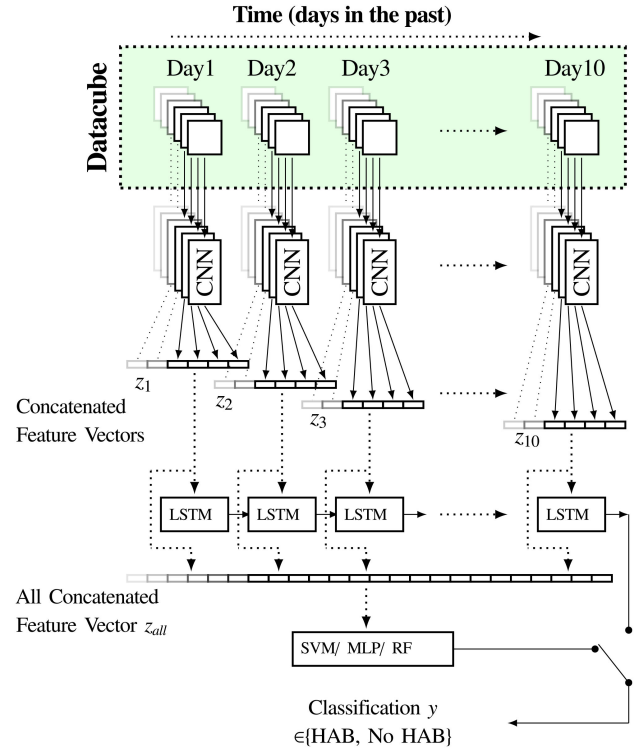 Time (days in the past)
Datacube
Day1 Day2 Day3 Day10
CNN CNN CNN CNN
z1
z2
z3
z10
Concatenated
Feature Vectors
LSTM LSTM LSTM LSTM
All Concatenated
Feature Vector zall
SVM/ MLP/ RF
Classification y
∈{HAB, No HAB}